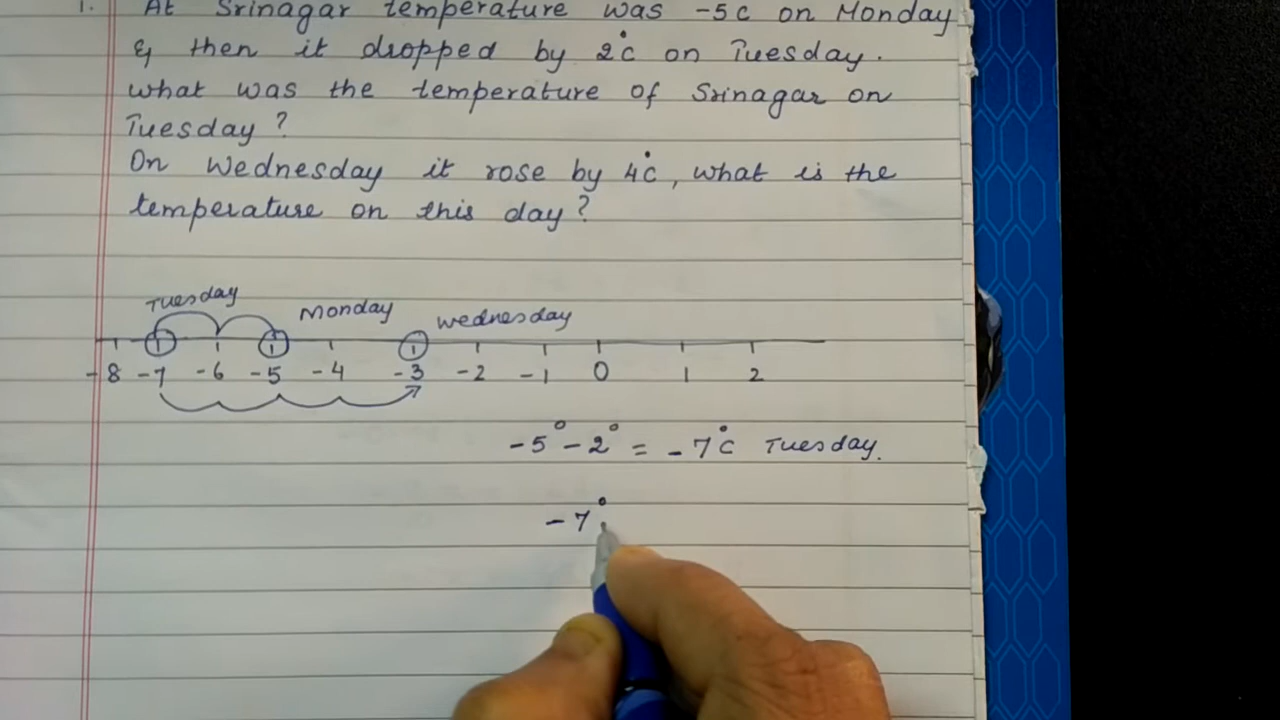 1. At Srinagar temperature was -5c on Monday
& then it dropped by 2°c on Tuesday.
what was the temperature of Srinagar on
Tuesday?
On Wednesday it rose by 4°c, what is the
temperature on this day?
Tuesday Monday Wednesday
-8 -7 -6 -5 -4 -3 -2 -1 0 1 2
-5° -2° = -7°c Tuesday.
-7°